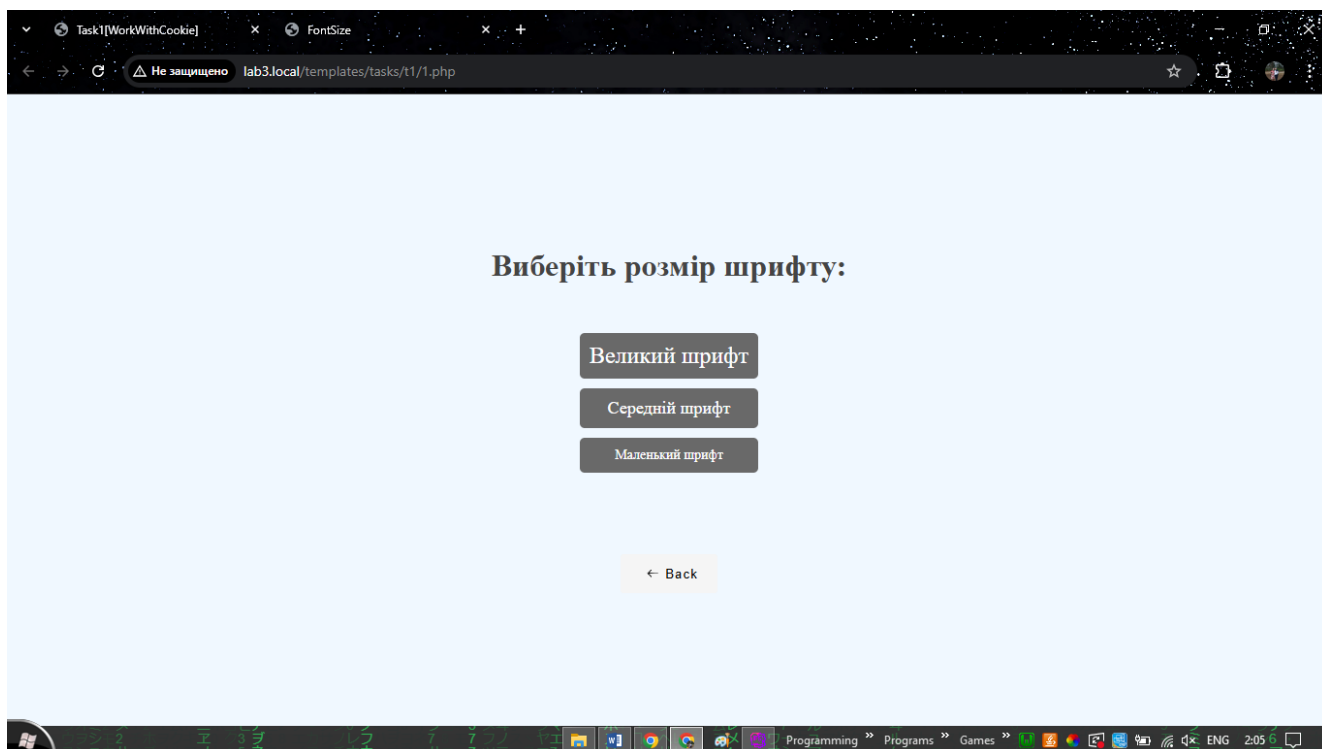 Task1[WorkWithCookie]
FontSize
Не защищено lab3.local/templates/tasks/t1/1.php
Виберіть розмір шрифту:
Великий шрифт
Середній шрифт
Маленький шрифт
← Back
Programming » Programs » Games » ENG 2:05